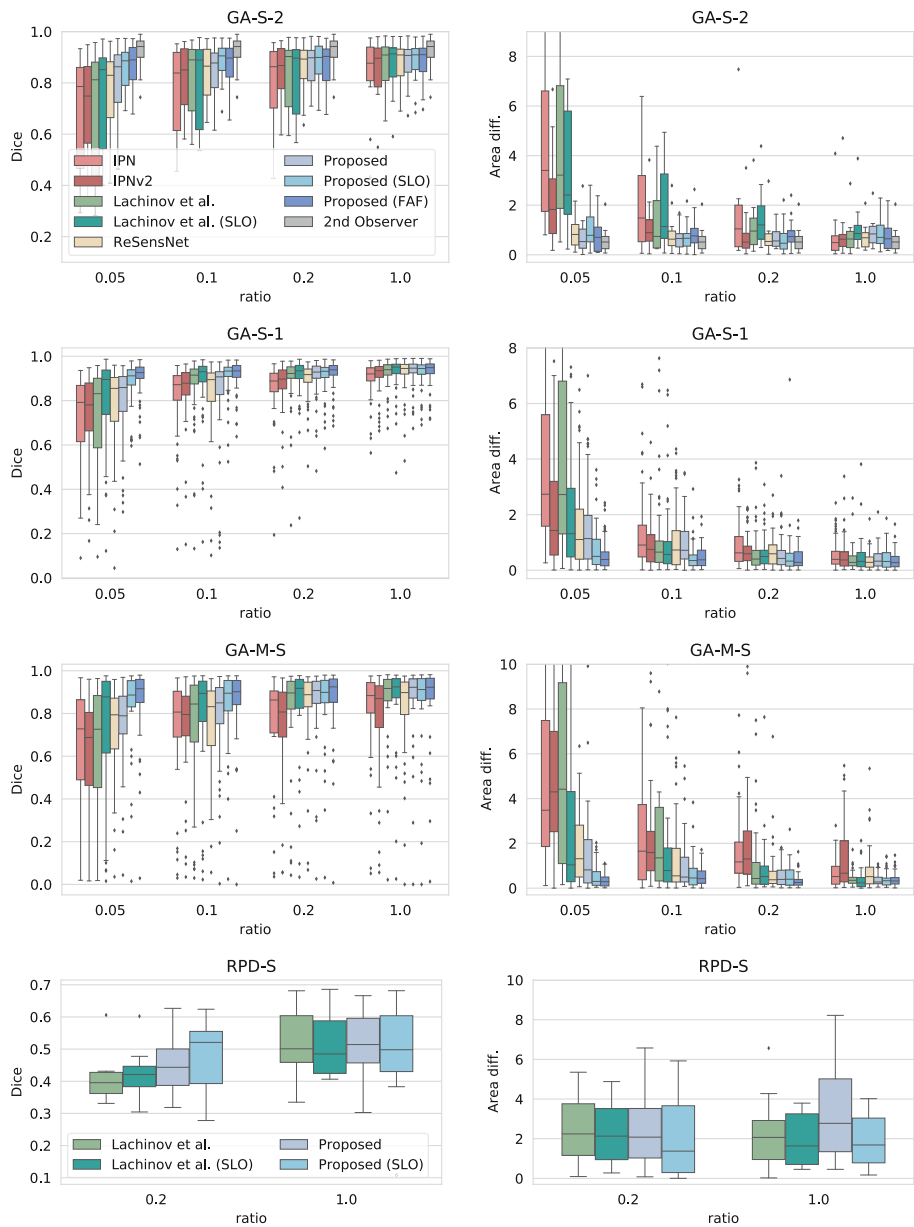 GA-S-2
1.0
0.8
0.6
0.4
0.2
Dice
IPN
IPNv2
Lachinov et al.
Lachinov et al. (SLO)
ReSensNet
Proposed
Proposed (SLO)
Proposed (FAF)
2nd Observer
0.05 0.1 0.2 1.0
ratio
GA-S-2
8
6
4
2
0
Area diff.
0.05 0.1 0.2 1.0
ratio
GA-S-1
1.0
0.8
0.6
0.4
0.2
0.0
Dice
0.05 0.1 0.2 1.0
ratio
GA-S-1
8
6
4
2
0
Area diff.
0.05 0.1 0.2 1.0
ratio
GA-M-S
1.0
0.8
0.6
0.4
0.2
0.0
Dice
0.05 0.1 0.2 1.0
ratio
GA-M-S
10
8
6
4
2
0
Area diff.
0.05 0.1 0.2 1.0
ratio
RPD-S
0.7
0.6
0.5
0.4
0.3
0.2
0.1
Dice
Lachinov et al.
Lachinov et al. (SLO)
Proposed
Proposed (SLO)
0.2 1.0
ratio
RPD-S
10
8
6
4
2
0
Area diff.
0.2 1.0
ratio